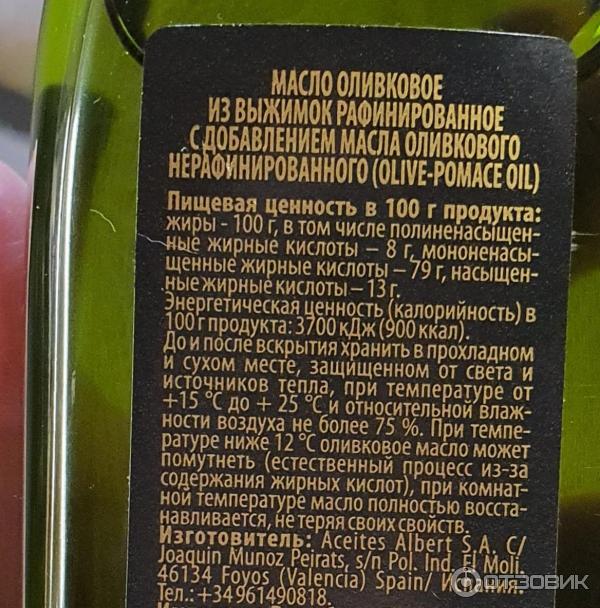 МАСЛО ОЛИВКОВОЕ
ИЗ ВЫЖИМОК РАФИНИРОВАННОЕ
С ДОБАВЛЕНИЕМ МАСЛА ОЛИВКОВОГО
НЕРАФИНИРОВАННОГО (OLIVE-POMACE OIL)
Пищевая ценность в 100 г продукта:
жиры - 100 г, в том числе полиненасыщен-
ные жирные кислоты – 8 г, мононенас-
ыщенные жирные кислоты – 79 г, насыщен-
ные жирные кислоты – 13 г.
Энергетическая ценность (калорийность) в
100 г продукта: 3700 кДж (900 ккал).
До и после вскрытия хранить в прохладном
и сухом месте, защищенном от света и
источников тепла, при температуре от
+15 °C до + 25 °C и относительной влаж-
ности воздуха не более 75 %. При темпе-
ратуре ниже 12 °C оливковое масло может
помутнеть (естественный процесс из-за
содержания жирных кислот), при комнат-
ной температуре масло полностью восста-
навливается, не теряя своих свойств.
Изготовитель: Aceites Albert S.A. C/
Joaquin Munoz Peirats, s/n Pol. Ind. El Moli.
46134 Foyos (Valencia) Spain/ Испания.
Тел.: +34961490818.
ОТЗОВИК